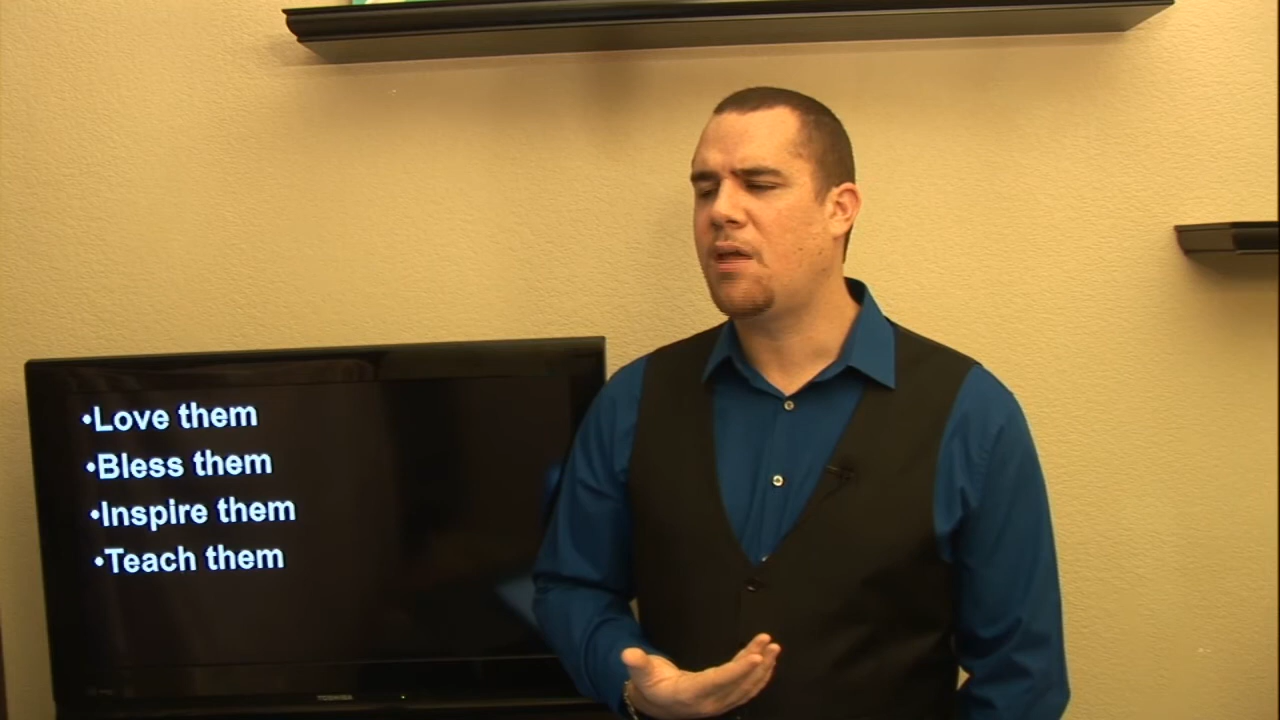 •Love them
•Bless them
•Inspire them
•Teach them
TOSHIBA